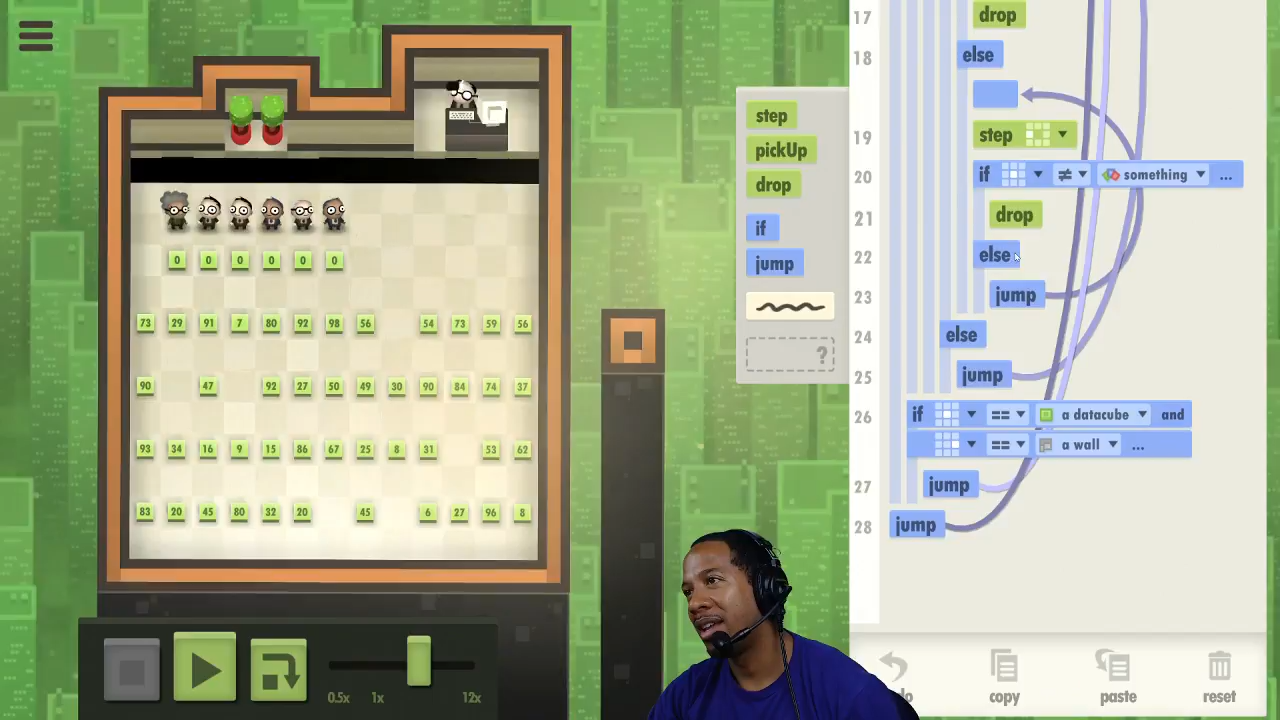 17 drop
18 else
19 step
20 if ≠ something ...
21 drop
22 else
23 jump
24 else
25 jump
26 if == a datacube and
== a wall ...
27 jump
28 jump
step
pickUp
drop
if
jump
?
0 0 0 0 0 0
73 29 91 7 80 92 98 56 54 73 59 56
90 47 92 27 50 49 30 90 84 74 37
93 34 16 9 15 86 67 25 8 31 53 62
83 20 45 80 32 20 45 6 27 96 8
0.5x 1x 12x
copy paste reset